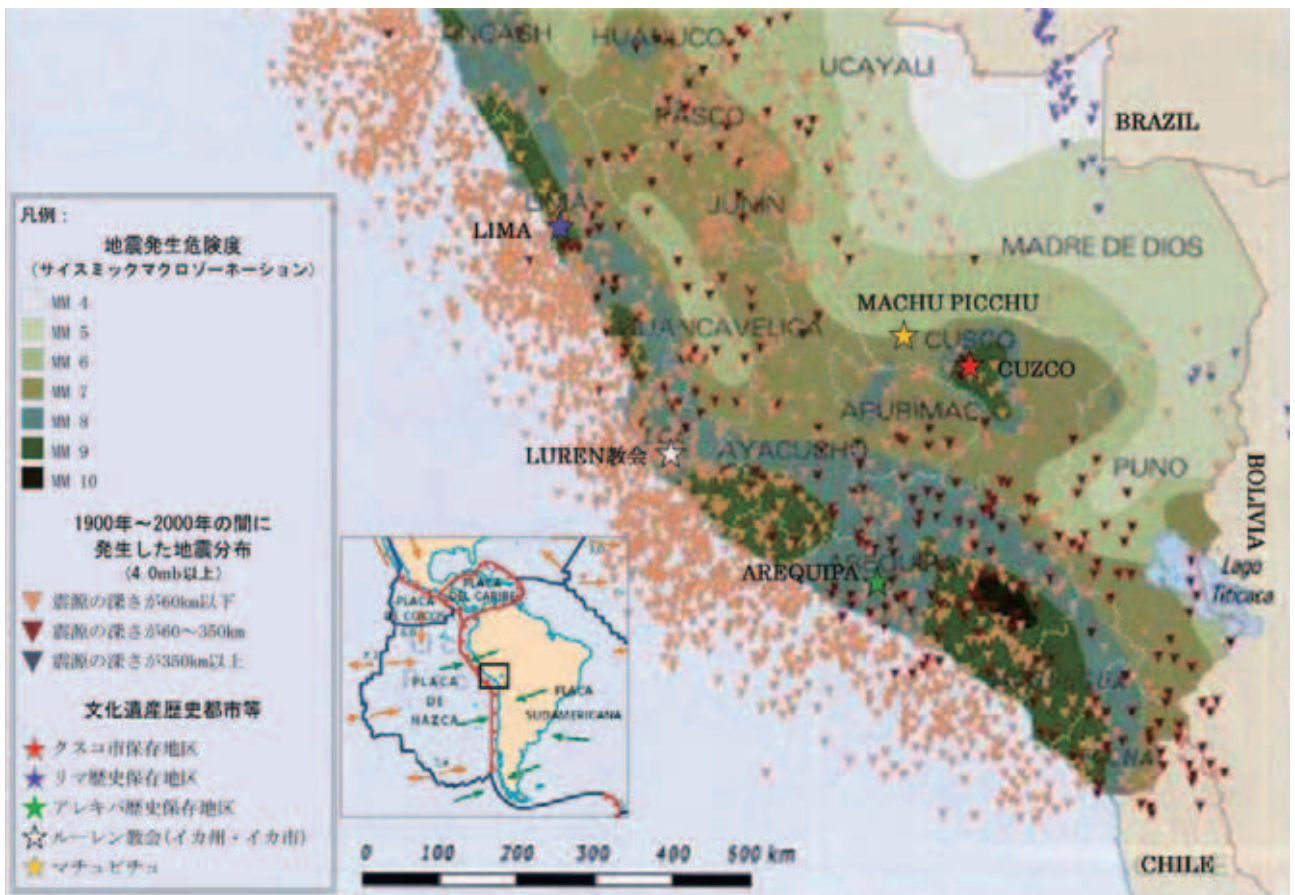 ANCASH
HUANUCO
UCAYALI
PASCO
BRAZIL
LIMA
LIMA
JUNIN
MADRE DE DIOS
MACHU PICCHU
HUANCAVELICA
CUSCO
CUZCO
APURIMAC
LUREN教会
AYACUCHO
PUNO
BOLIVIA
AREQUIPA
AREQUIPA
Lago
Titicaca
TACNA
CHILE
凡例：
地震発生危険度
(サイスミックマクロゾーネーション)
MM 4
MM 5
MM 6
MM 7
MM 8
MM 9
MM 10
1900年～2000年の間に
発生した地震分布
(4.0mb以上)
震源の深さが60km以下
震源の深さが60～350km
震源の深さが350km以上
文化遺産歴史都市等
クスコ市保存地区
リマ歴史保存地区
アレキパ歴史保存地区
ルーレン教会(イカ州・イカ市)
マチュピチュ
PLACA
DEL CARIBE
PLACA
COCOS
PLACA
DE
NAZCA
PLACA
SUDAMERICANA
0 100 200 300 400 500 km